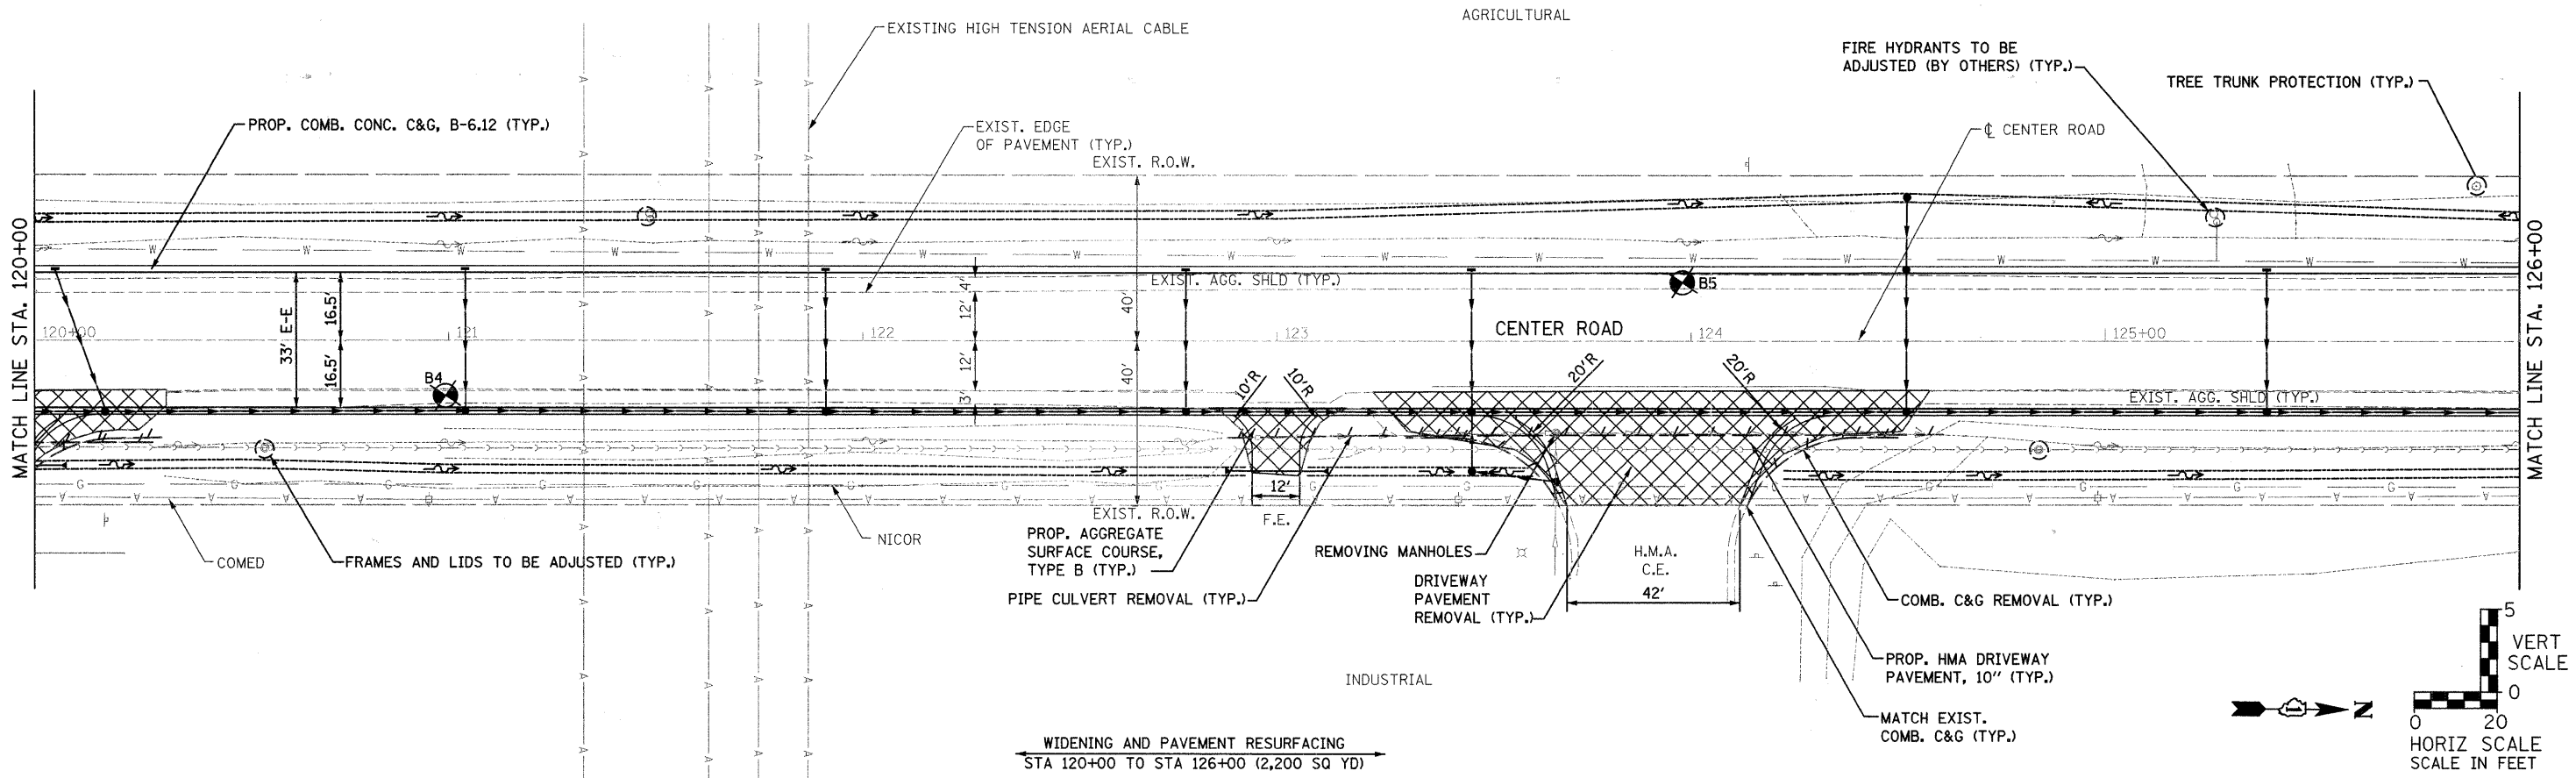 AGRICULTURAL
EXISTING HIGH TENSION AERIAL CABLE
FIRE HYDRANTS TO BE
ADJUSTED (BY OTHERS) (TYP.)
TREE TRUNK PROTECTION (TYP.)
PROP. COMB. CONC. C&G, B-6.12 (TYP.)
EXIST. EDGE
OF PAVEMENT (TYP.)
EXIST. R.O.W.
℄ CENTER ROAD
MATCH LINE STA. 120+00
MATCH LINE STA. 126+00
W W W W W W W W W W W W W W W W
EXIST. AGG. SHLD (TYP.)
B5
33' E-E
16.5'
16.5'
4'
12'
12'
3'
40'
40'
120+00
121
122
123
CENTER ROAD
124
125+00
B4
10'R
10'R
20'R
20'R
EXIST. AGG. SHLD (TYP.)
G G G G G G G G G G G G
12'
EXIST. R.O.W.
F.E.
PROP. AGGREGATE
SURFACE COURSE,
TYPE B (TYP.)
NICOR
COMED
FRAMES AND LIDS TO BE ADJUSTED (TYP.)
REMOVING MANHOLES
H.M.A.
C.E.
42'
PIPE CULVERT REMOVAL (TYP.)
DRIVEWAY
PAVEMENT
REMOVAL (TYP.)
COMB. C&G REMOVAL (TYP.)
PROP. HMA DRIVEWAY
PAVEMENT, 10" (TYP.)
MATCH EXIST.
COMB. C&G (TYP.)
INDUSTRIAL
WIDENING AND PAVEMENT RESURFACING
STA 120+00 TO STA 126+00 (2,200 SQ YD)
N
5
VERT
SCALE
0
0 20
HORIZ SCALE
SCALE IN FEET